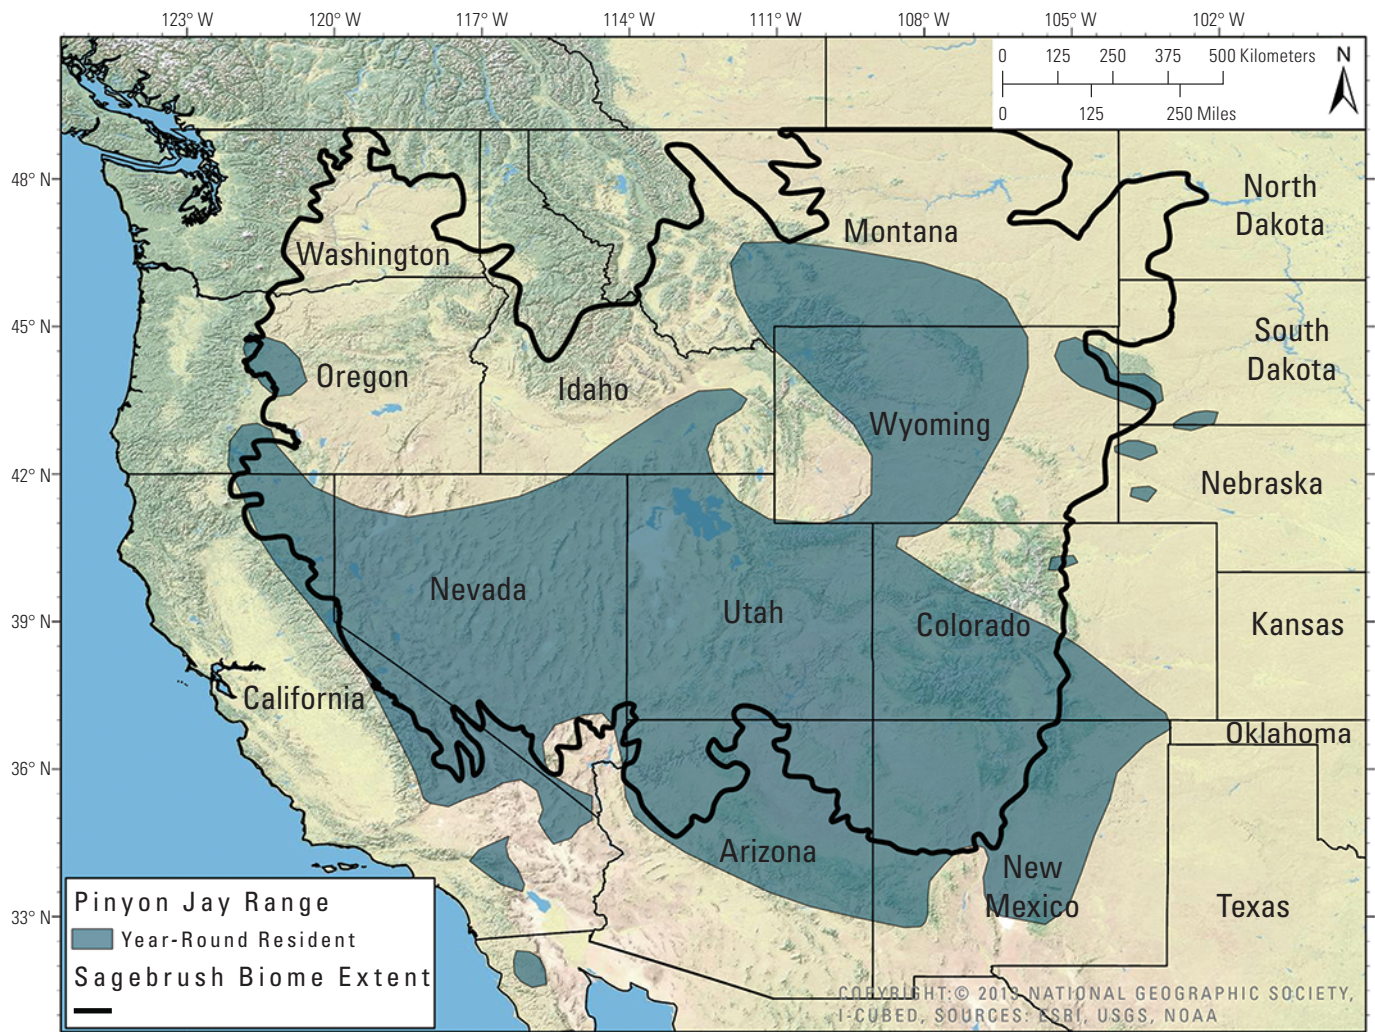 123° W 120° W 117° W 114° W 111° W 108° W 105° W 102° W
0 125 250 375 500 Kilometers
N
0 125 250 Miles
48° N
45° N
42° N
39° N
36° N
33° N
Washington
Montana
North
Dakota
Oregon
Idaho
Wyoming
South
Dakota
Nebraska
Nevada
Utah
Colorado
Kansas
California
Oklahoma
Arizona
New
Mexico
Texas
Pinyon Jay Range
Year-Round Resident
Sagebrush Biome Extent
COPYRIGHT:© 2013 NATIONAL GEOGRAPHIC SOCIETY,
I-CUBED, SOURCES: ESRI, USGS, NOAA